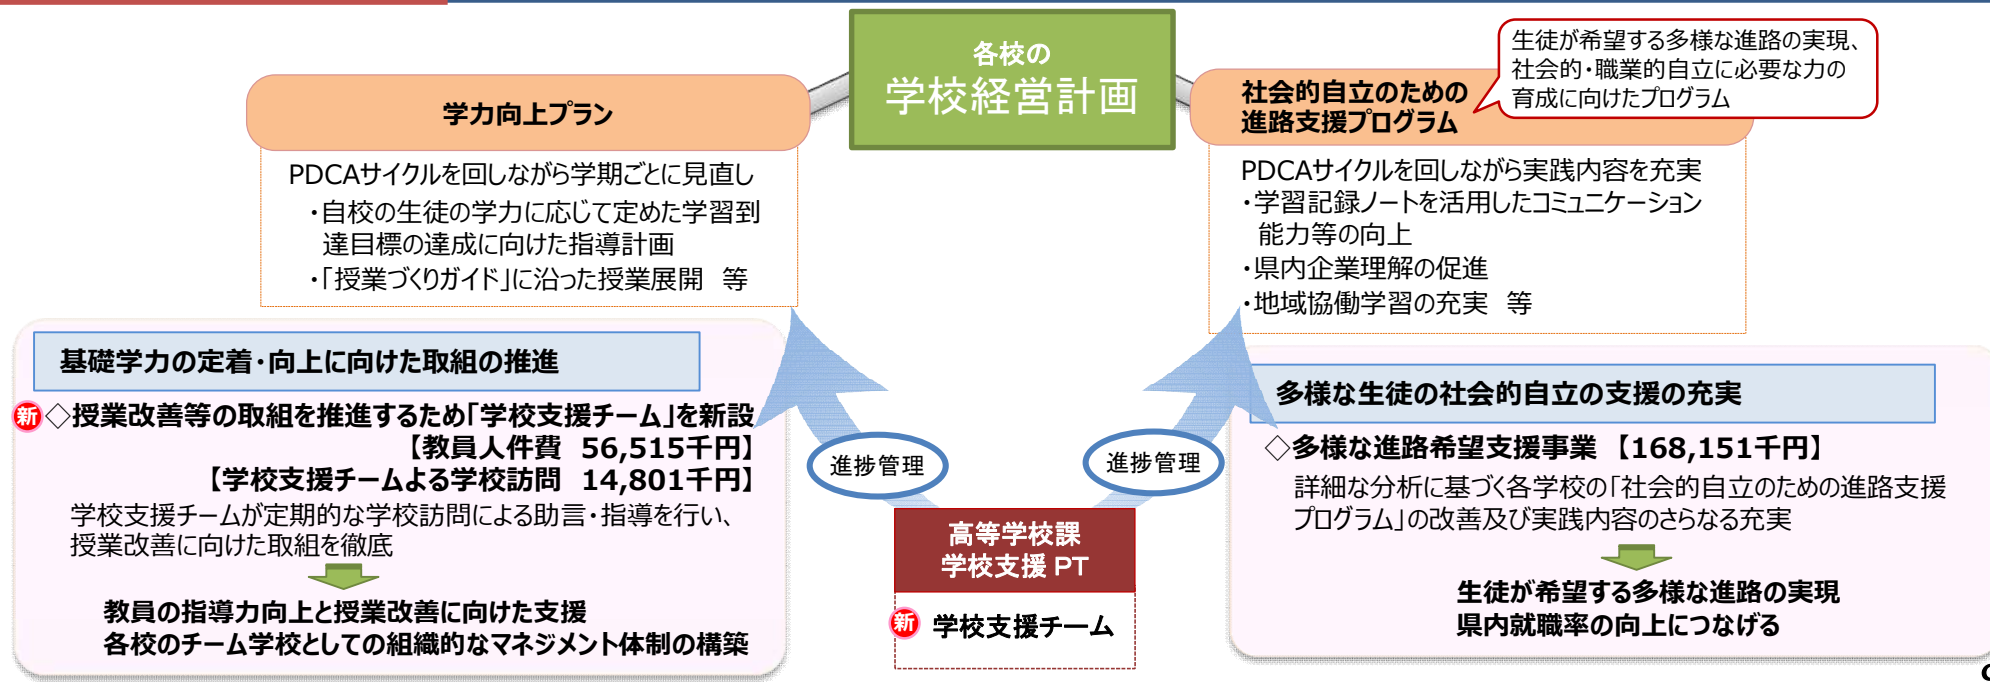 各校の
学校経営計画
学力向上プラン
PDCAサイクルを回しながら学期ごとに見直し
・自校の生徒の学力に応じて定めた学習到
達目標の達成に向けた指導計画
・「授業づくりガイド」に沿った授業展開 等
社会的自立のための
進路支援プログラム
生徒が希望する多様な進路の実現、
社会的・職業的自立に必要な力の
育成に向けたプログラム
PDCAサイクルを回しながら実践内容を充実
・学習記録ノートを活用したコミュニケーション
能力等の向上
・県内企業理解の促進
・地域協働学習の充実 等
基礎学力の定着・向上に向けた取組の推進
新◇授業改善等の取組を推進するため「学校支援チーム」を新設
【教員人件費 56,515千円】
【学校支援チームよる学校訪問 14,801千円】
学校支援チームが定期的な学校訪問による助言・指導を行い、
授業改善に向けた取組を徹底
教員の指導力向上と授業改善に向けた支援
各校のチーム学校としての組織的なマネジメント体制の構築
進捗管理
進捗管理
高等学校課
学校支援 PT
新 学校支援チーム
多様な生徒の社会的自立の支援の充実
◇多様な進路希望支援事業 【168,151千円】
詳細な分析に基づく各学校の「社会的自立のための進路支援
プログラム」の改善及び実践内容のさらなる充実
生徒が希望する多様な進路の実現
県内就職率の向上につなげる